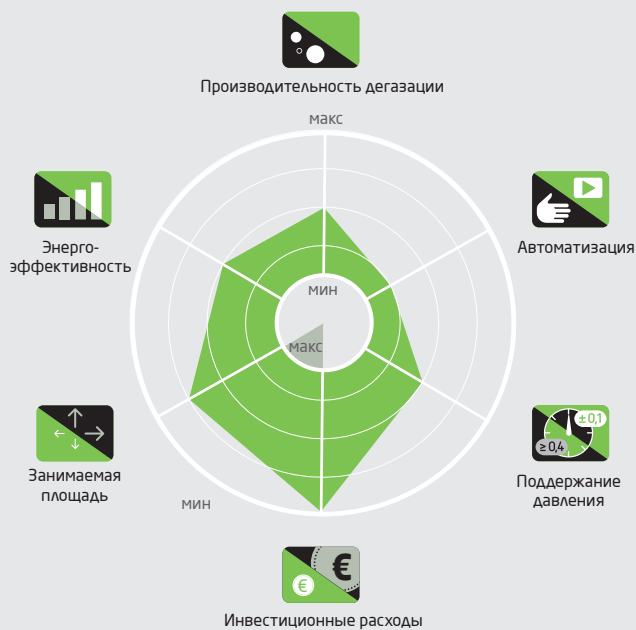 Производительность дегазации
макс
Энерго-
эффективность
Автоматизация
мин
макс
±0,1
≥0,4
Занимаемая
площадь
Поддержание
давления
мин
€
€
Инвестиционные расходы